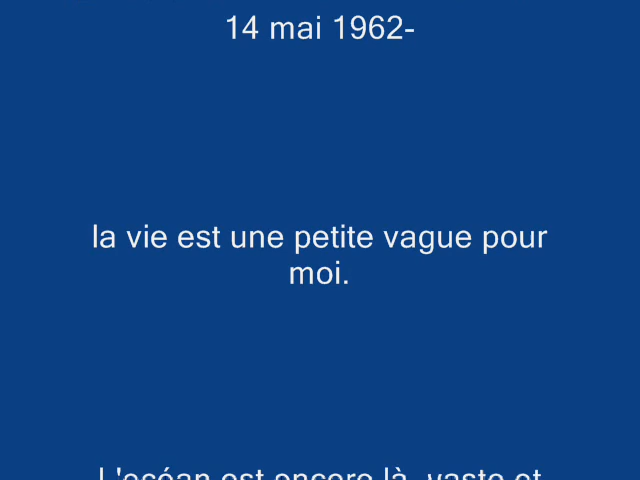 14 mai 1962-
la vie est une petite vague pour
moi.
L'océan est encore là, vaste et